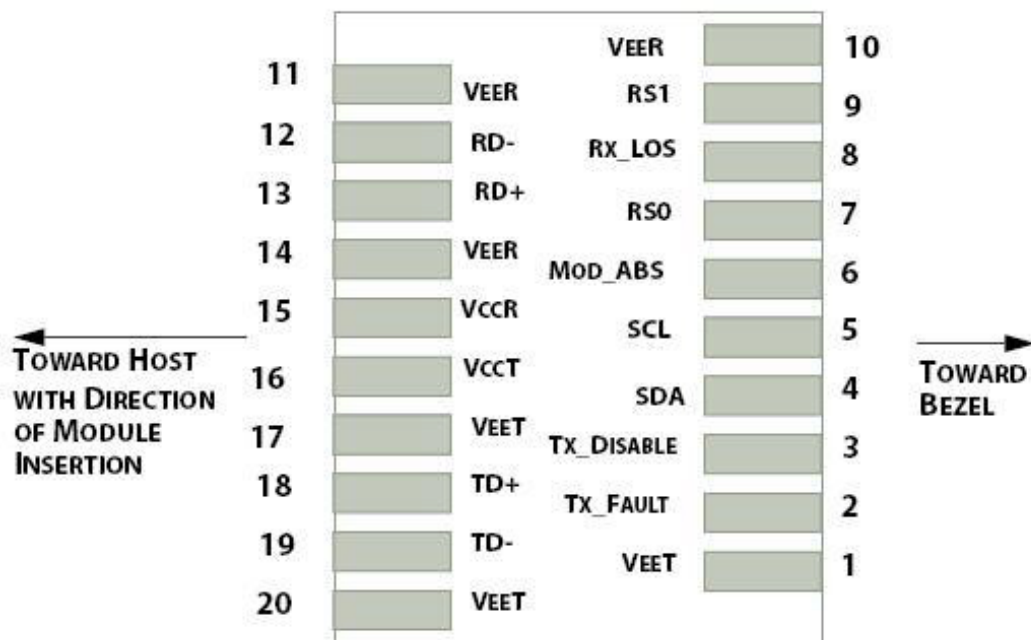 11 VEER
12 RD-
13 RD+
14 VEER
15 VCCR
16 VCCT
17 VEET
18 TD+
19 TD-
20 VEET
VEER 10
RS1 9
RX_LOS 8
RS0 7
MOD_ABS 6
SCL 5
SDA 4
TX_DISABLE 3
TX_FAULT 2
VEET 1
TOWARD HOST
WITH DIRECTION
OF MODULE
INSERTION
TOWARD
BEZEL